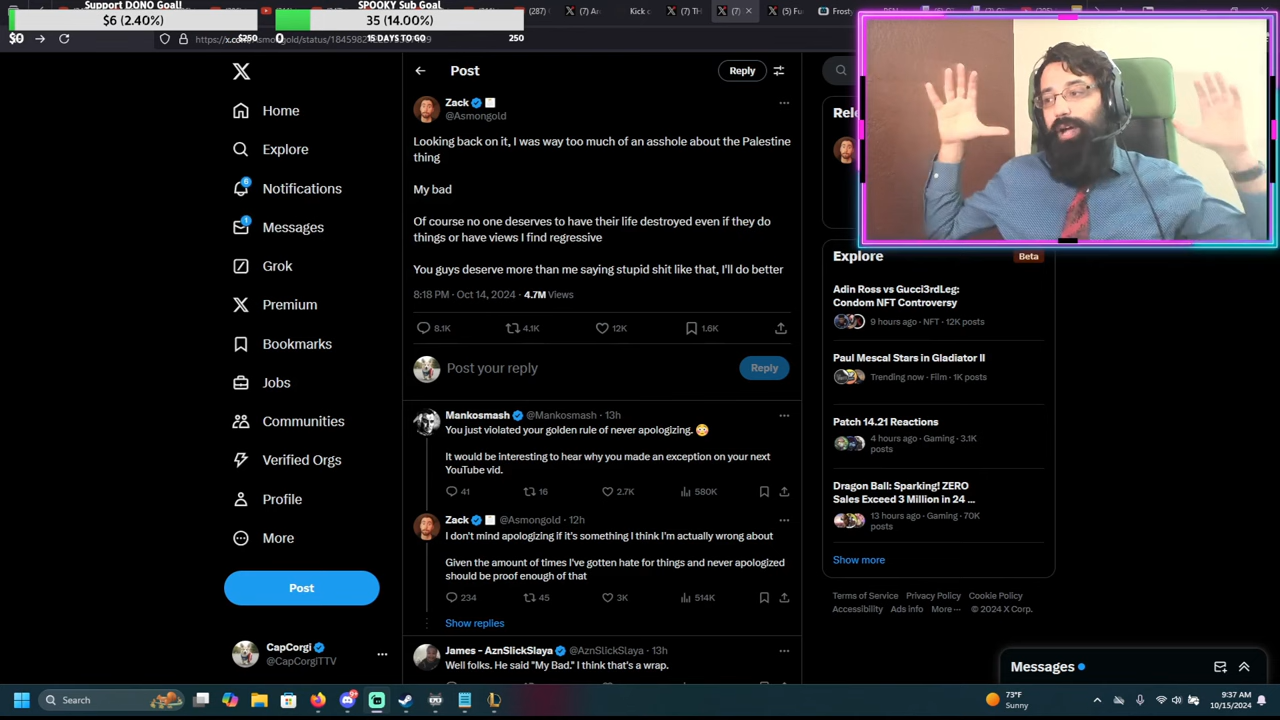 Support DONO Goal!
$6 (2.40%)
$0
$250
SPOOKY Sub Goal!
35 (14.00%)
0
15 DAYS TO GO
250
Home
Explore
Notifications
6
Messages
1
Grok
Premium
Bookmarks
Jobs
Communities
Verified Orgs
Profile
More
Post
CapCorgi
@CapCorgiTTV
Post
Reply
Zack
@Asmongold
Looking back on it, I was way too much of an asshole about the Palestine
thing
My bad
Of course no one deserves to have their life destroyed even if they do
things or have views I find regressive
You guys deserve more than me saying stupid shit like that, I'll do better
8:18 PM · Oct 14, 2024 · 4.7M Views
8.1K 4.1K 12K 1.6K
Post your reply
Reply
Mankosmash @Mankosmash · 13h
You just violated your golden rule of never apologizing. 😳
It would be interesting to hear why you made an exception on your next
YouTube vid.
41 16 2.7K 580K
Zack @Asmongold · 12h
I don't mind apologizing if it's something I think I'm actually wrong about
Given the amount of times I've gotten hate for things and never apologized
should be proof enough of that
234 45 3K 514K
Show replies
James - AznSlickSlaya @AznSlickSlaya · 13h
Well folks. He said "My Bad." I think that's a wrap.
Explore
Beta
Adin Ross vs Gucci3rdLeg:
Condom NFT Controversy
9 hours ago · NFT · 12K posts
Paul Mescal Stars in Gladiator II
Trending now · Film · 1K posts
Patch 14.21 Reactions
4 hours ago · Gaming · 3.1K
posts
Dragon Ball: Sparking! ZERO
Sales Exceed 3 Million in 24 ...
13 hours ago · Gaming · 70K
posts
Show more
Terms of Service Privacy Policy Cookie Policy
Accessibility Ads info More ··· © 2024 X Corp.
Messages
Search
73°F
Sunny
9:37 AM
10/15/2024